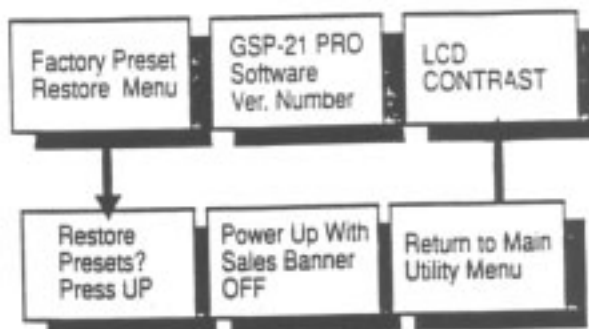 Factory Preset
Restore Menu
GSP-21 PRO
Software
Ver. Number
LCD
CONTRAST
Restore
Presets?
Press UP
Power Up With
Sales Banner
OFF
Return to Main
Utility Menu